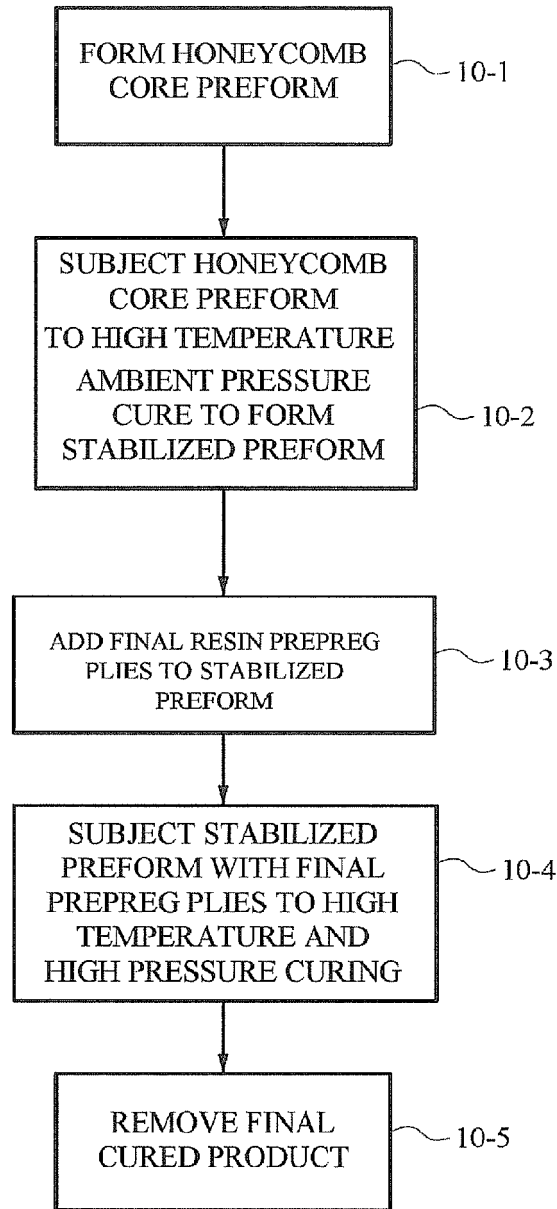 FORM HONEYCOMB
CORE PREFORM
10-1
SUBJECT HONEYCOMB
CORE PREFORM
TO HIGH TEMPERATURE
AMBIENT PRESSURE
CURE TO FORM
STABILIZED PREFORM
10-2
ADD FINAL RESIN PREPREG
PLIES TO STABILIZED
PREFORM
10-3
SUBJECT STABILIZED
PREFORM WITH FINAL
PREPREG PLIES TO HIGH
TEMPERATURE AND
HIGH PRESSURE CURING
10-4
REMOVE FINAL
CURED PRODUCT
10-5